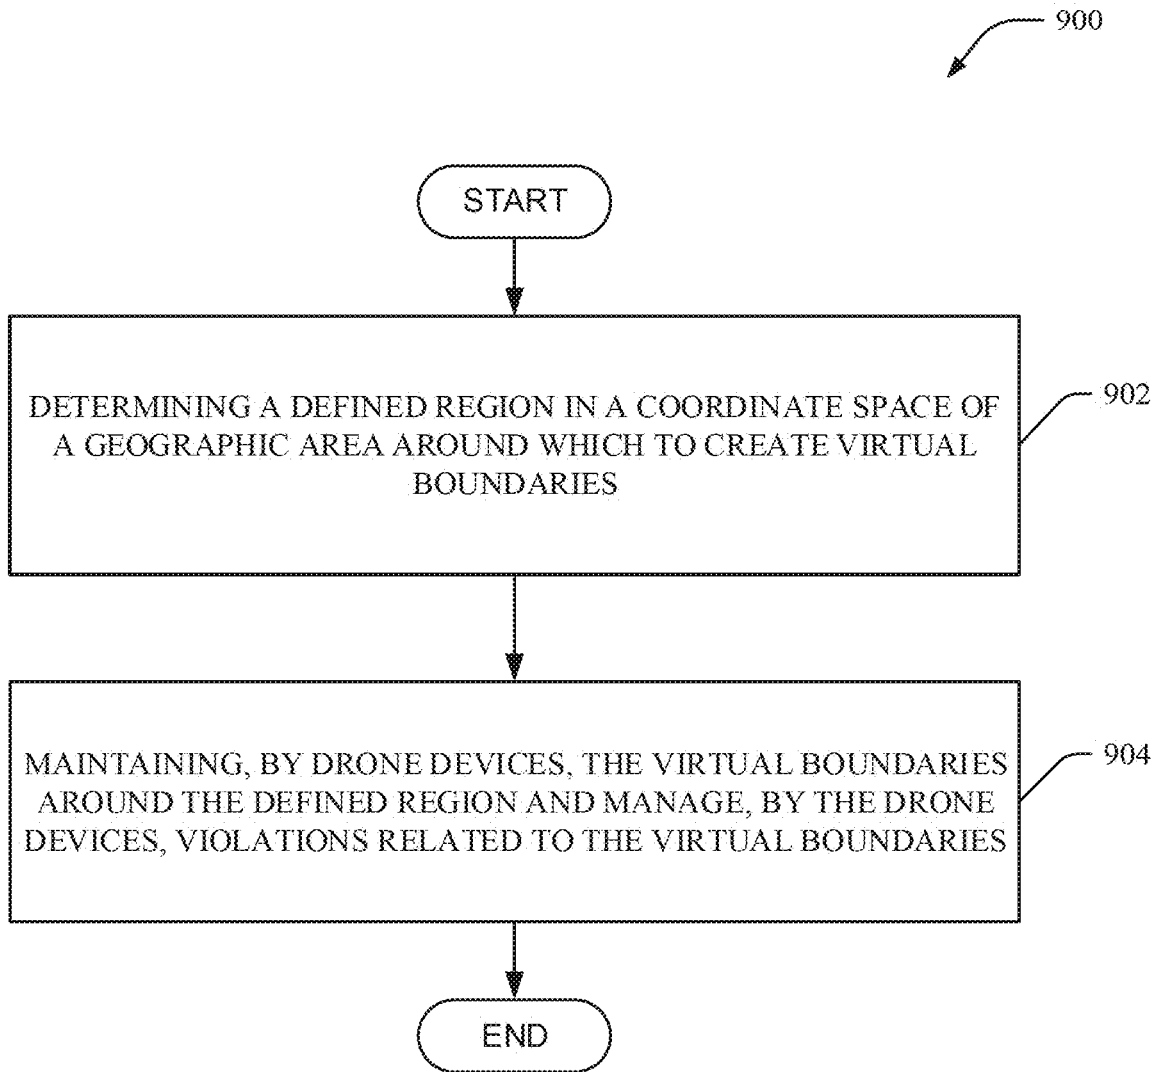 900
START
DETERMINING A DEFINED REGION IN A COORDINATE SPACE OF
A GEOGRAPHIC AREA AROUND WHICH TO CREATE VIRTUAL
BOUNDARIES
902
MAINTAINING, BY DRONE DEVICES, THE VIRTUAL BOUNDARIES
AROUND THE DEFINED REGION AND MANAGE, BY THE DRONE
DEVICES, VIOLATIONS RELATED TO THE VIRTUAL BOUNDARIES
904
END